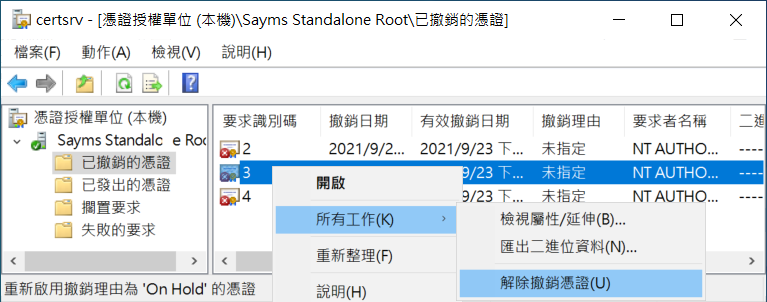 certsrv - [憑證授權單位 (本機)\Sayms Standalone Root\已撤銷的憑證]
檔案(F) 動作(A) 檢視(V) 說明(H)
憑證授權單位 (本機)
Sayms Standalc e Roo
已撤銷的憑證
已發出的憑證
擱置要求
失敗的要求
要求識別碼 撤銷日期 有效撤銷日期 撤銷理由 要求者名稱 二進
2 2021/9/2... 2021/9/23 下... 未指定 NT AUTHO... ----
3 9/23 下... 未指定 NT AUTHO... ----
4 9/23 下... 未指定 NT AUTHO... ----
開啟
所有工作(K)
重新整理(F)
說明(H)
檢視屬性/延伸(B)...
匯出二進位資料(N)...
解除撤銷憑證(U)
重新啟用撤銷理由為 'On Hold' 的憑證